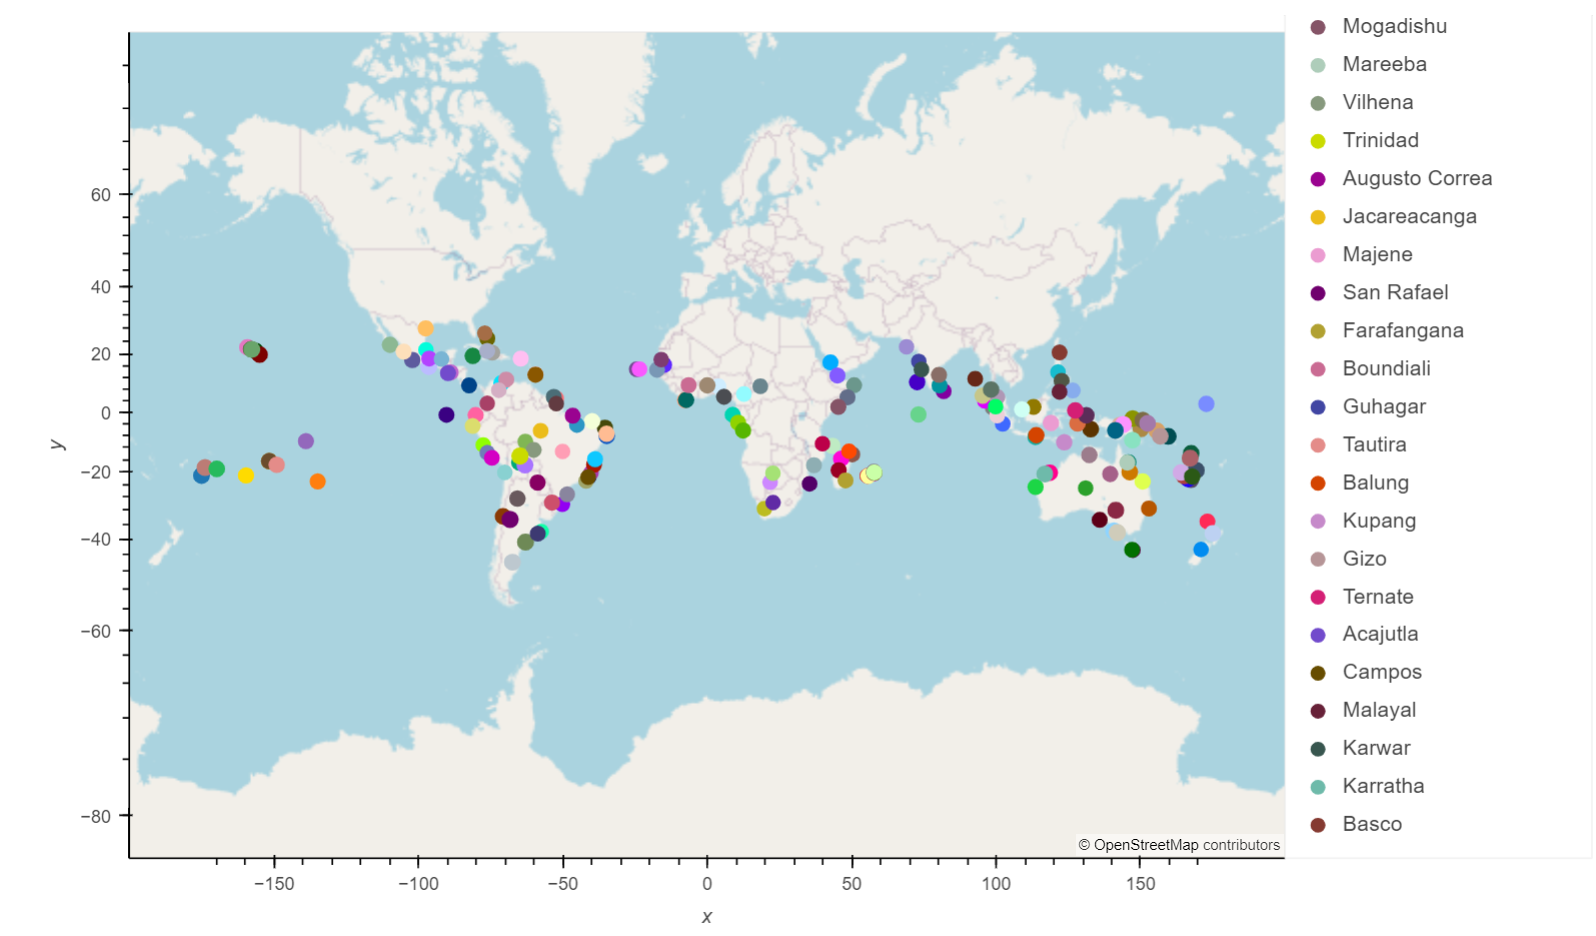 Mogadishu
Mareeba
Vilhena
Trinidad
Augusto Correa
Jacareacanga
Majene
San Rafael
Farafangana
Boundiali
Guhagar
Tautira
Balung
Kupang
Gizo
Ternate
Acajutla
Campos
Malayal
Karwar
Karratha
Basco
60
40
20
0
−20
−40
−60
−80
y
© OpenStreetMap contributors
−150
−100
−50
0
50
100
150
x